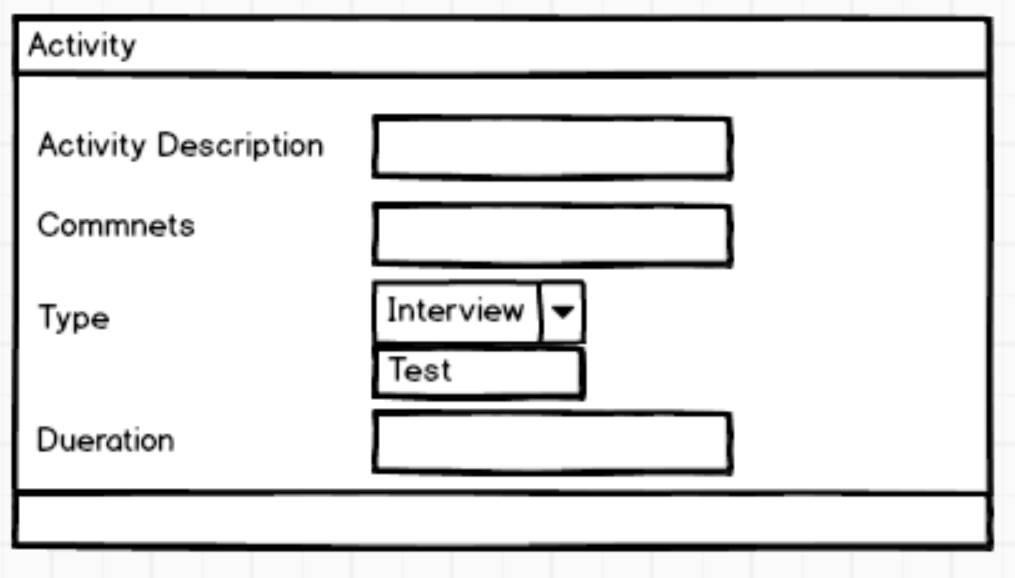 Activity
Activity Description
Commnets
Type
Interview
Test
Dueration